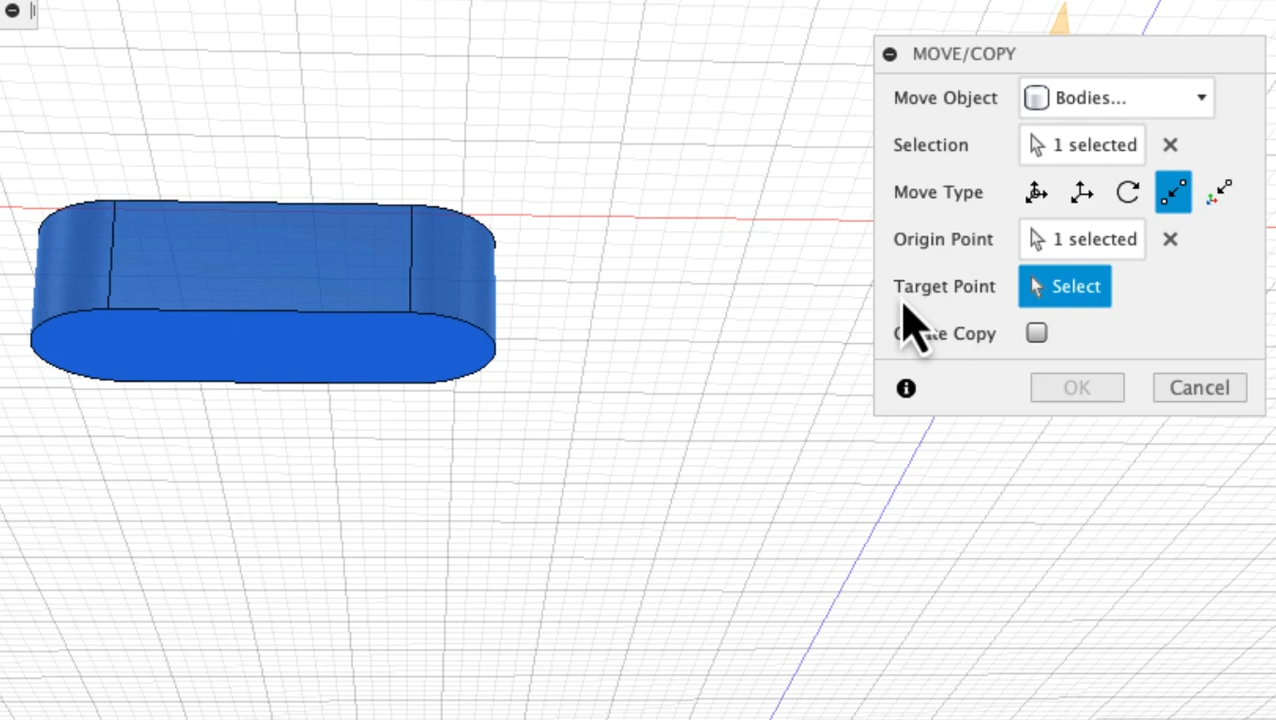 MOVE/COPY
Move Object Bodies...
Selection 1 selected
Move Type
Origin Point 1 selected
Target Point Select
Copy
OK Cancel